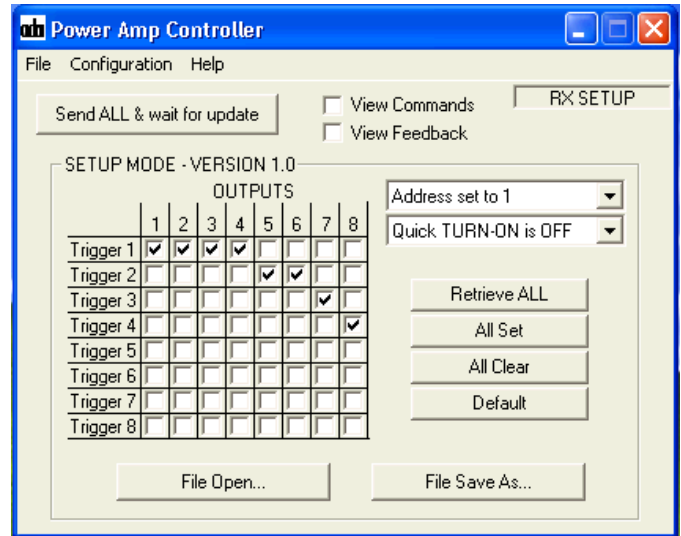 ada Power Amp Controller
File Configuration Help
Send ALL & wait for update
View Commands
View Feedback
RX SETUP
SETUP MODE - VERSION 1.0
OUTPUTS
1 2 3 4 5 6 7 8
Trigger 1
Trigger 2
Trigger 3
Trigger 4
Trigger 5
Trigger 6
Trigger 7
Trigger 8
Address set to 1
Quick TURN-ON is OFF
Retrieve ALL
All Set
All Clear
Default
File Open...
File Save As...